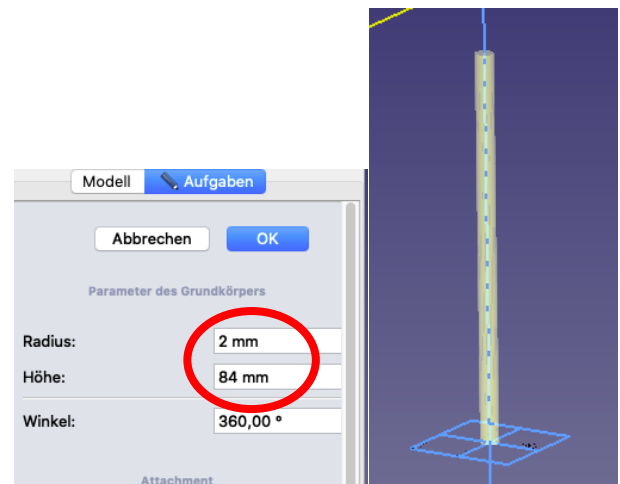 Modell Aufgaben
Abbrechen OK
Parameter des Grundkörpers
Radius: 2 mm
Höhe: 84 mm
Winkel: 360,00 °
Attachment